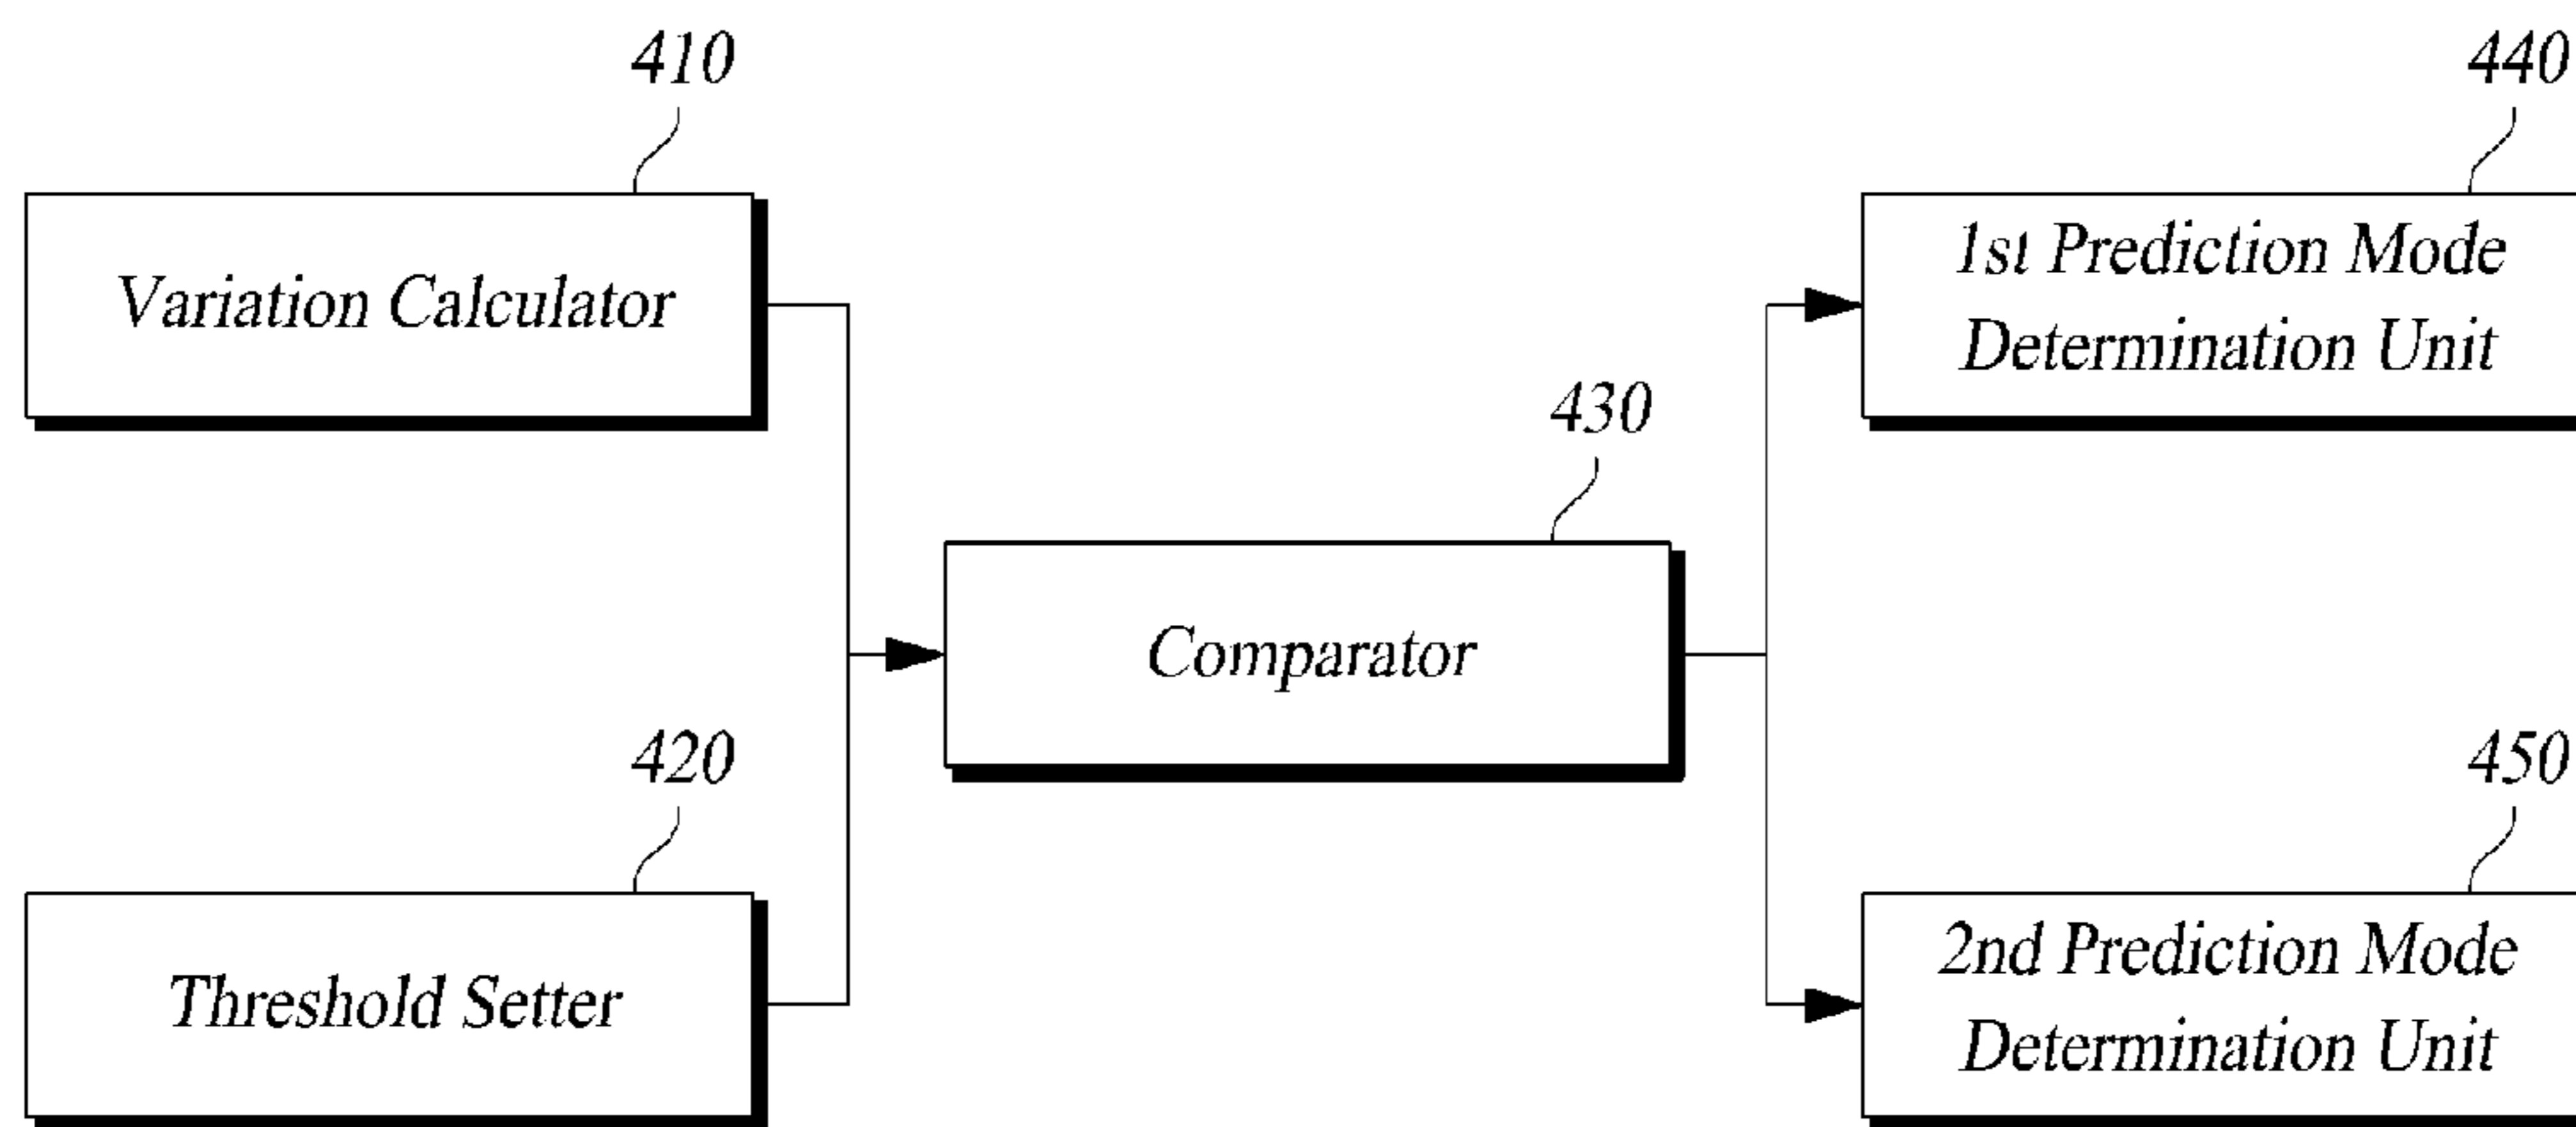 410
Variation Calculator
420
Threshold Setter
430
Comparator
440
1st Prediction Mode
Determination Unit
450
2nd Prediction Mode
Determination Unit